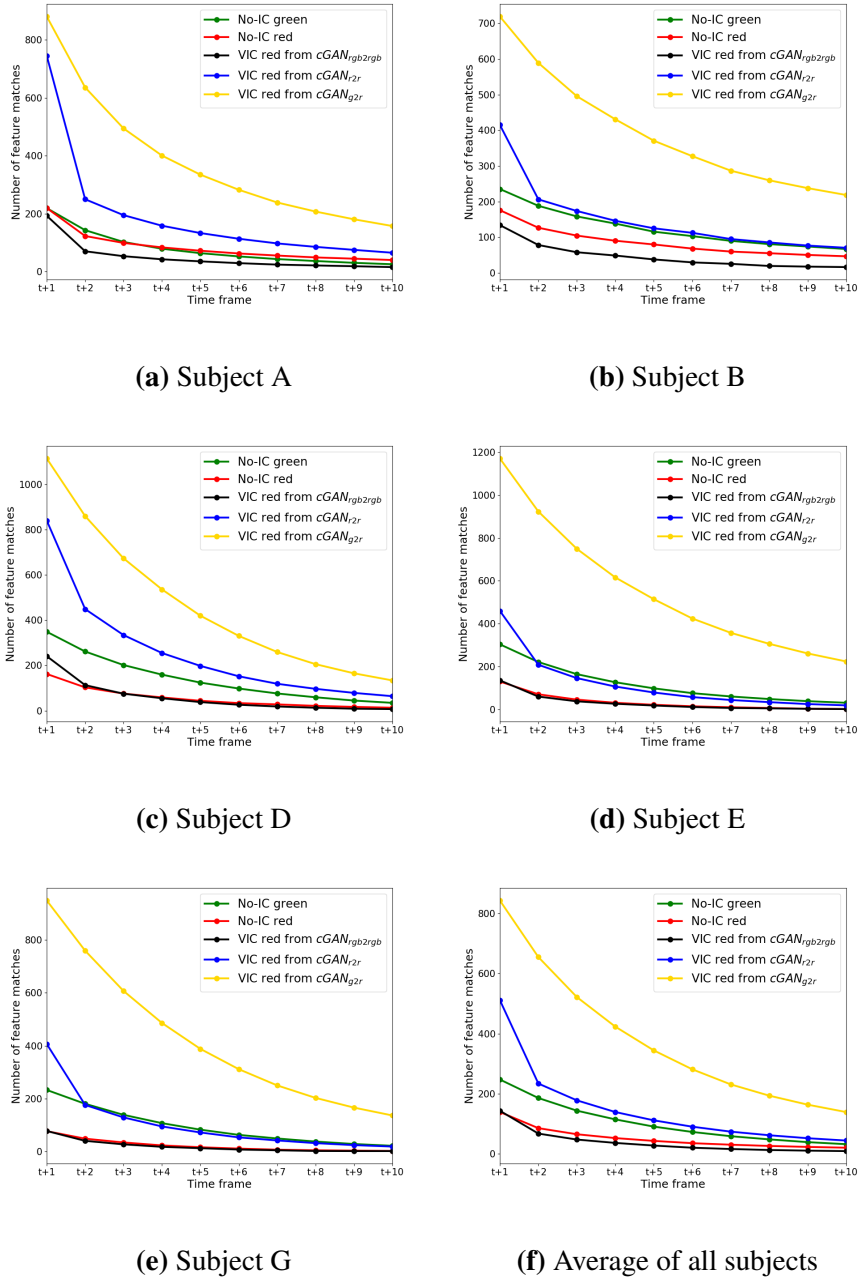 800
600
400
200
0
Number of feature matches
No-IC green
No-IC red
VIC red from cGANrgb2rgb
VIC red from cGANr2r
VIC red from cGANg2r
t+1 t+2 t+3 t+4 t+5 t+6 t+7 t+8 t+9 t+10
Time frame
(a) Subject A
700
600
500
400
300
200
100
0
Number of feature matches
No-IC green
No-IC red
VIC red from cGANrgb2rgb
VIC red from cGANr2r
VIC red from cGANg2r
t+1 t+2 t+3 t+4 t+5 t+6 t+7 t+8 t+9 t+10
Time frame
(b) Subject B
1000
800
600
400
200
0
Number of feature matches
No-IC green
No-IC red
VIC red from cGANrgb2rgb
VIC red from cGANr2r
VIC red from cGANg2r
t+1 t+2 t+3 t+4 t+5 t+6 t+7 t+8 t+9 t+10
Time frame
(c) Subject D
1200
1000
800
600
400
200
0
Number of feature matches
No-IC green
No-IC red
VIC red from cGANrgb2rgb
VIC red from cGANr2r
VIC red from cGANg2r
t+1 t+2 t+3 t+4 t+5 t+6 t+7 t+8 t+9 t+10
Time frame
(d) Subject E
800
600
400
200
0
Number of feature matches
No-IC green
No-IC red
VIC red from cGANrgb2rgb
VIC red from cGANr2r
VIC red from cGANg2r
t+1 t+2 t+3 t+4 t+5 t+6 t+7 t+8 t+9 t+10
Time frame
(e) Subject G
800
600
400
200
0
Number of feature matches
No-IC green
No-IC red
VIC red from cGANrgb2rgb
VIC red from cGANr2r
VIC red from cGANg2r
t+1 t+2 t+3 t+4 t+5 t+6 t+7 t+8 t+9 t+10
Time frame
(f) Average of all subjects